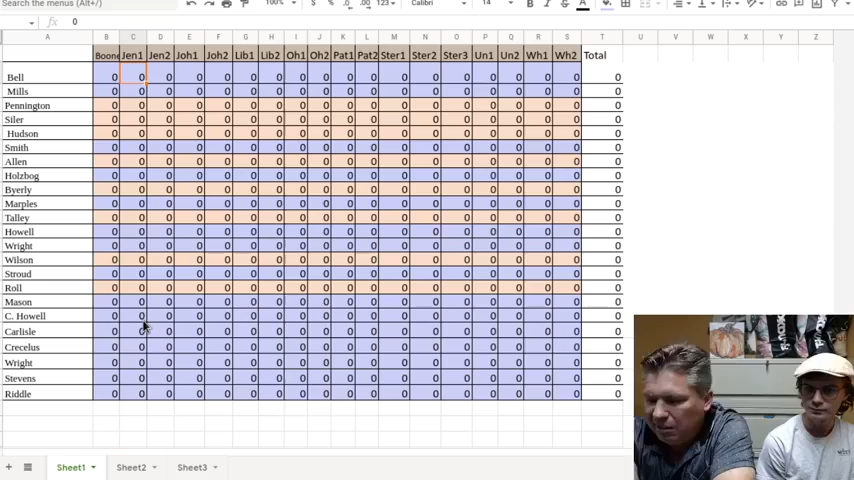 Search the menus (Alt+/) 100% $ % .0 .00 123 Calibri 14 B I A
fx 0
A B C D E F G H I J K L M N O P Q R S T U V W X Y Z
Boone Jen1 Jen2 Joh1 Joh2 Lib1 Lib2 Oh1 Oh2 Pat1 Pat2 Ster1 Ster2 Ster3 Un1 Un2 Wh1 Wh2 Total
Bell 0 0 0 0 0 0 0 0 0 0 0 0 0 0 0 0 0 0 0
Mills 0 0 0 0 0 0 0 0 0 0 0 0 0 0 0 0 0 0 0
Pennington 0 0 0 0 0 0 0 0 0 0 0 0 0 0 0 0 0 0 0
Siler 0 0 0 0 0 0 0 0 0 0 0 0 0 0 0 0 0 0 0
Hudson 0 0 0 0 0 0 0 0 0 0 0 0 0 0 0 0 0 0 0
Smith 0 0 0 0 0 0 0 0 0 0 0 0 0 0 0 0 0 0 0
Allen 0 0 0 0 0 0 0 0 0 0 0 0 0 0 0 0 0 0 0
Holzbog 0 0 0 0 0 0 0 0 0 0 0 0 0 0 0 0 0 0 0
Byerly 0 0 0 0 0 0 0 0 0 0 0 0 0 0 0 0 0 0 0
Marples 0 0 0 0 0 0 0 0 0 0 0 0 0 0 0 0 0 0 0
Talley 0 0 0 0 0 0 0 0 0 0 0 0 0 0 0 0 0 0 0
Howell 0 0 0 0 0 0 0 0 0 0 0 0 0 0 0 0 0 0 0
Wright 0 0 0 0 0 0 0 0 0 0 0 0 0 0 0 0 0 0 0
Wilson 0 0 0 0 0 0 0 0 0 0 0 0 0 0 0 0 0 0 0
Stroud 0 0 0 0 0 0 0 0 0 0 0 0 0 0 0 0 0 0 0
Roll 0 0 0 0 0 0 0 0 0 0 0 0 0 0 0 0 0 0 0
Mason 0 0 0 0 0 0 0 0 0 0 0 0 0 0 0 0 0 0 0
C. Howell 0 0 0 0 0 0 0 0 0 0 0 0 0 0 0 0 0 0 0
Carlisle 0 0 0 0 0 0 0 0 0 0 0 0 0 0 0 0 0 0 0
Crecelus 0 0 0 0 0 0 0 0 0 0 0 0 0 0 0 0 0 0 0
Wright 0 0 0 0 0 0 0 0 0 0 0 0 0 0 0 0 0 0 0
Stevens 0 0 0 0 0 0 0 0 0 0 0 0 0 0 0 0 0 0 0
Riddle 0 0 0 0 0 0 0 0 0 0 0 0 0 0 0 0 0 0 0
Sheet1 Sheet2 Sheet3